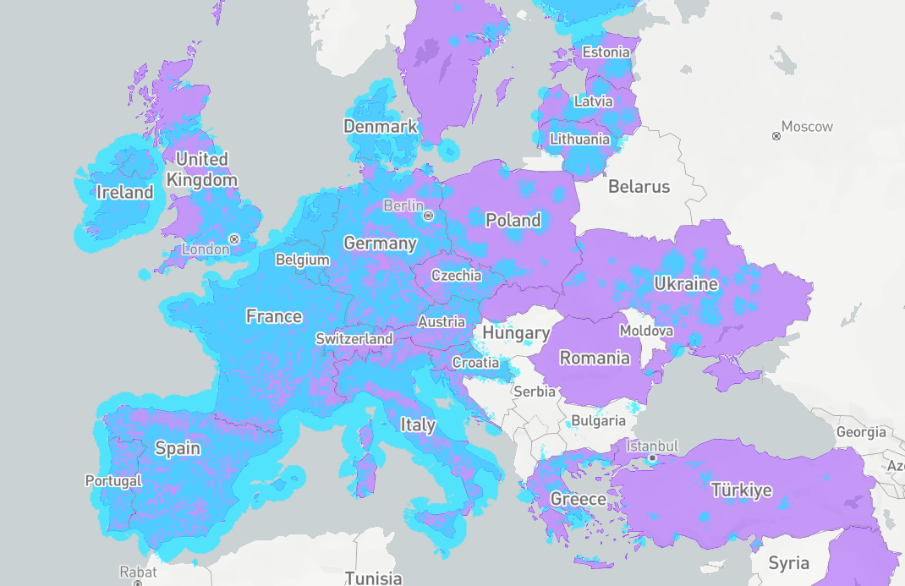 Estonia
Latvia
Moscow
Denmark
Lithuania
United
Kingdom
Belarus
Ireland
Berlin
Poland
London
Germany
Belgium
Czechia
Ukraine
France
Austria
Switzerland
Hungary
Moldova
Croatia
Romania
Serbia
Italy
Bulgaria
Georgia
Spain
Istanbul
Aze
Portugal
Greece
Türkiye
Syria
Rabat
Tunisia